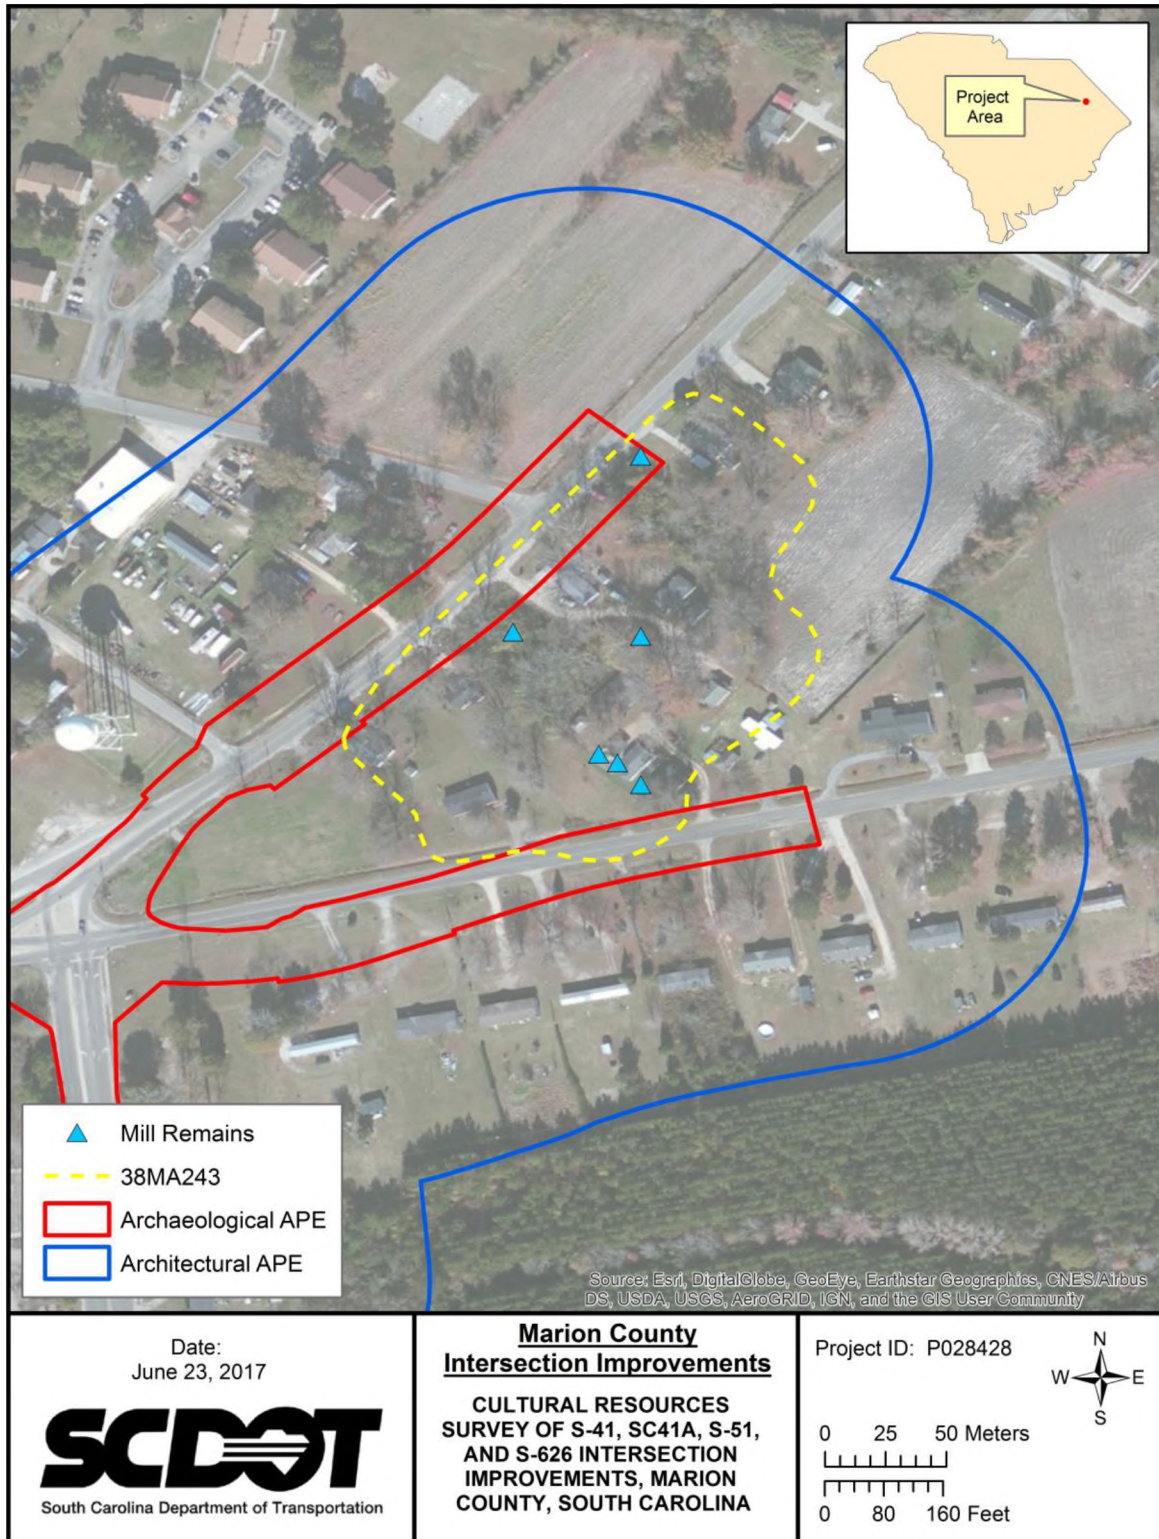 Project
Area
Mill Remains
38MA243
Archaeological APE
Architectural APE
Source: Esri, DigitalGlobe, GeoEye, Earthstar Geographics, CNES/Airbus
DS, USDA, USGS, AeroGRID, IGN, and the GIS User Community
Date:
June 23, 2017
SCDOT
South Carolina Department of Transportation
Marion County
Intersection Improvements
CULTURAL RESOURCES
SURVEY OF S-41, SC41A, S-51,
AND S-626 INTERSECTION
IMPROVEMENTS, MARION
COUNTY, SOUTH CAROLINA
Project ID: P028428
N
W E
S
0 25 50 Meters
0 80 160 Feet